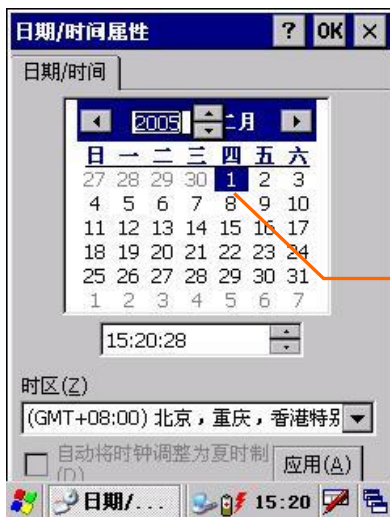 日期/时间属性 ? OK ×
日期/时间
2005 二月
日 一 二 三 四 五 六
27 28 29 30 1 2 3
4 5 6 7 8 9 10
11 12 13 14 15 16 17
18 19 20 21 22 23 24
25 26 27 28 29 30 31
1 2 3 4 5 6 7
15:20:28
时区(Z)
(GMT+08:00) 北京，重庆，香港特别
自动将时钟调整为夏时制
(D)
应用(A)
日期/... 15:20